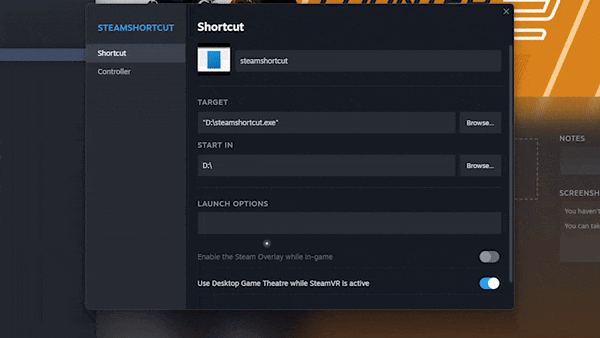 STEAMSHORTCUT
Shortcut
Controller
Shortcut
steamshortcut
TARGET
"D:\steamshortcut.exe"
Browse...
START IN
D:\
Browse...
LAUNCH OPTIONS
Enable the Steam Overlay while in-game
Use Desktop Game Theatre while SteamVR is active
NOTES
SCREENSH
You haven't
You can tak